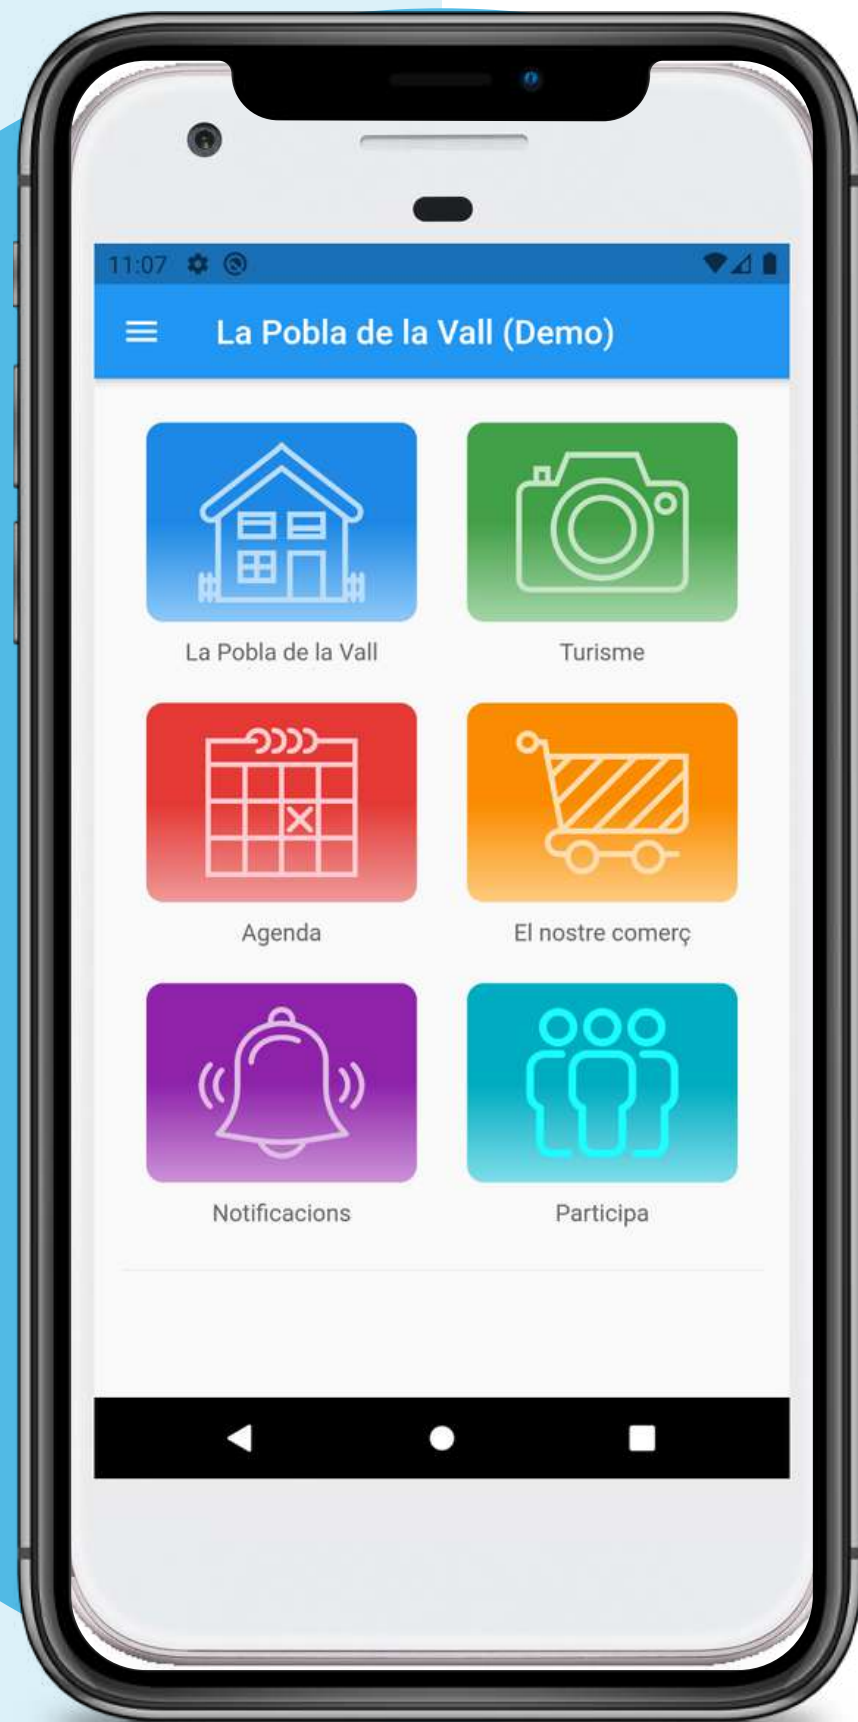 11:07
La Pobla de la Vall (Demo)
La Pobla de la Vall
Turisme
Agenda
El nostre comerç
Notificacions
Participa